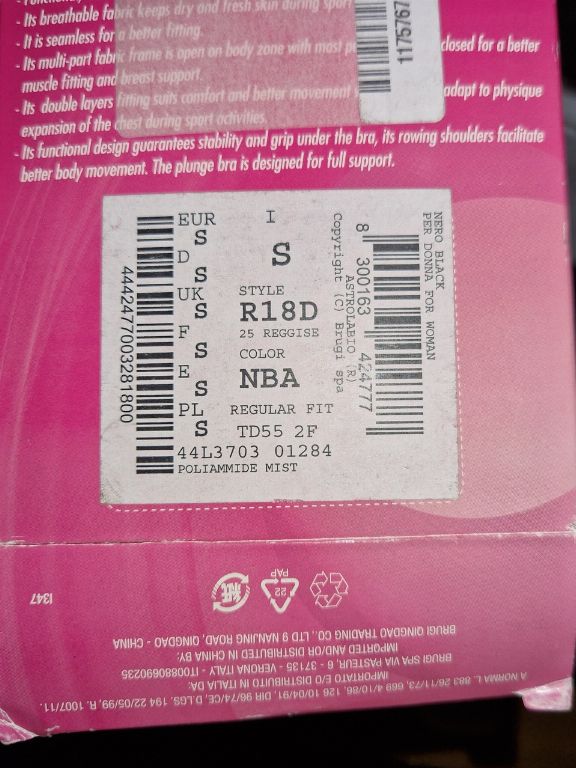 - Its breathable fabric keeps dry and fresh skin during sport
- It is seamless for a better fitting.
- Its multi-part fabric frame is open on body zone with most closed for a better
muscle fitting and breast support.
- Its double layers fitting suits comfort and better movement adapt to physique
expansion of the chest during sport activities.
- Its functional design guarantees stability and grip under the bra, its rowing shoulders facilitate
better body movement. The plunge bra is designed for full support.
1175767
4442477003281800
EUR
S
D
S
UK
S
F
S
E
S
PL
S
I
S
STYLE
R18D
25 REGGISE
COLOR
NBA
REGULAR FIT
TD55 2F
44L3703 01284
POLIAMMIDE MIST
Copyright (C) Brugi spa
ASTROLABIO (R)
8 300163 424777
NERO BLACK
PER DONNA FOR WOMAN
1347
22
PAP
A NORMA L. 883 26/11/73, 669 4/10/86, 126 10/04/91, DIR 96/74/CE, D.LGS. 194 22/05/99, R. 1007/11.
IMPORTATO E/O DISTRIBUTO IN ITALIA DA:
BRUGI SPA VIA PASTEUR, 6 - 37135 - VERONA ITALY - IT00880690235
IMPORTED AND/OR DISTRIBUTED IN CHINA BY:
BRUGI QINGDAO TRADING CO., LTD 9 NANJING ROAD, QINGDAO - CHINA